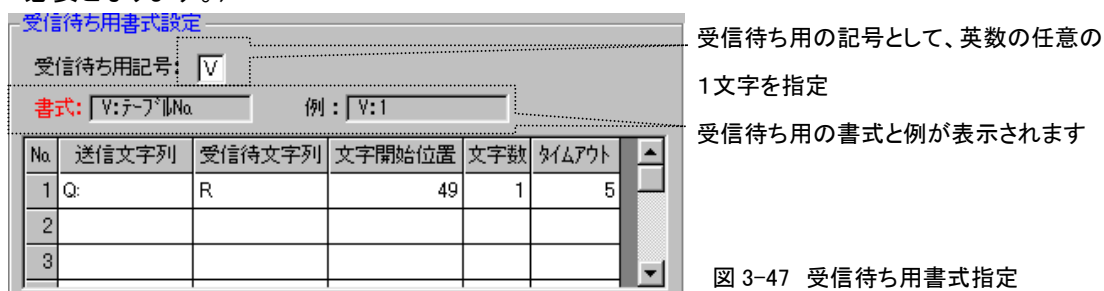 受信待ち用書式設定
受信待ち用記号: V
受信待ち用の記号として、英数の任意の
1文字を指定
書式: V:テーブルNo. 例: V:1
受信待ち用の書式と例が表示されます
No. 送信文字列 受信待文字列 文字開始位置 文字数 タイムアウト
1 Q: R 49 1 5
2
3
図 3-47 受信待ち用書式指定